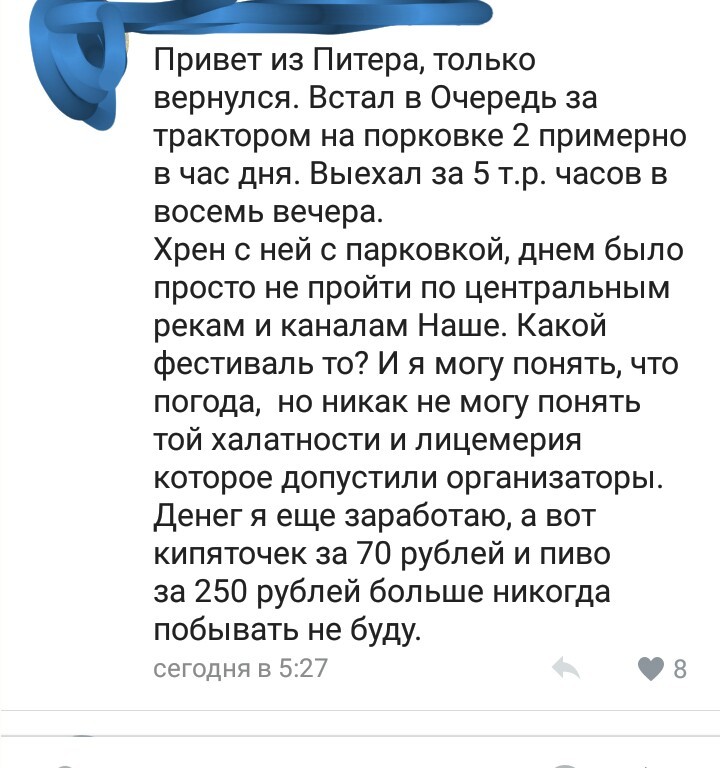 Привет из Питера, только
вернулся. Встал в Очередь за
трактором на порковке 2 примерно
в час дня. Выехал за 5 т.р. часов в
восемь вечера.
Хрен с ней с парковкой, днем было
просто не пройти по центральным
рекам и каналам Наше. Какой
фестиваль то? И я могу понять, что
погода,  но никак не могу понять
той халатности и лицемерия
которое допустили организаторы.
Денег я еще заработаю, а вот
кипяточек за 70 рублей и пиво
за 250 рублей больше никогда
побывать не буду.
сегодня в 5:27 8